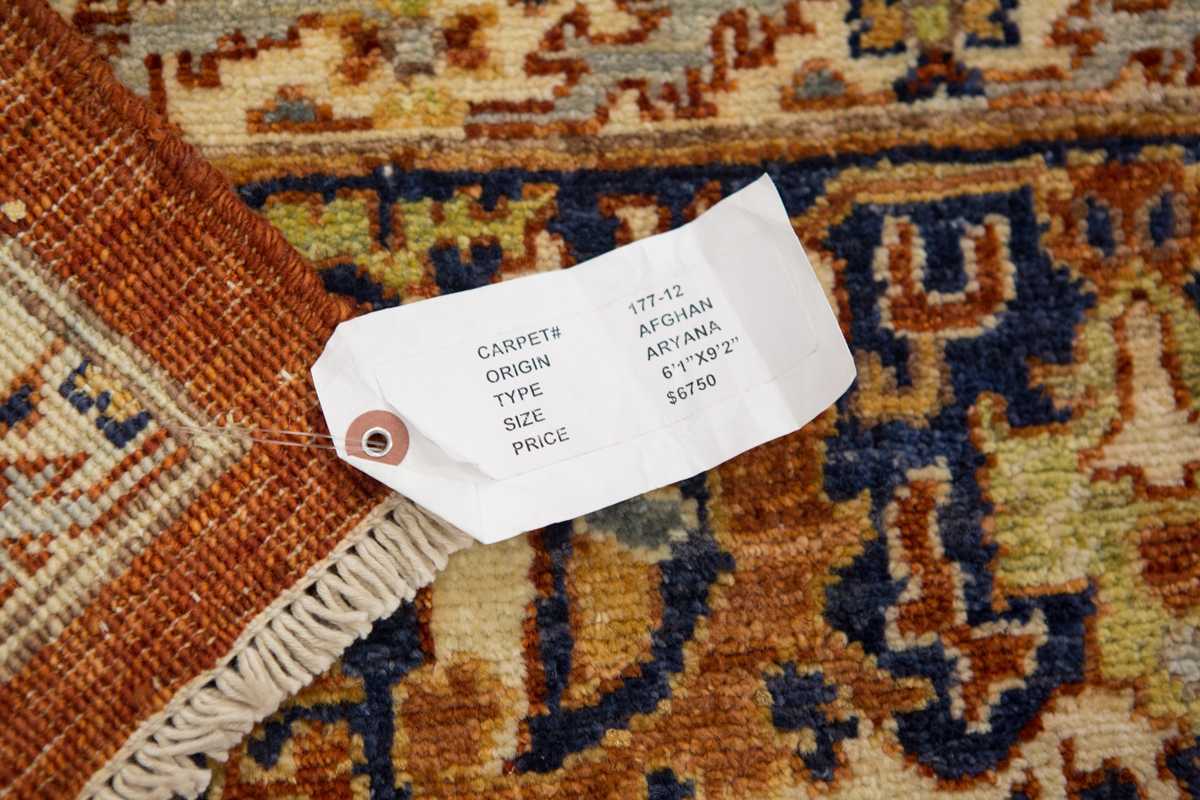 CARPET# 177-12
ORIGIN AFGHAN
TYPE ARYANA
SIZE 6'1"X9'2"
PRICE $6750